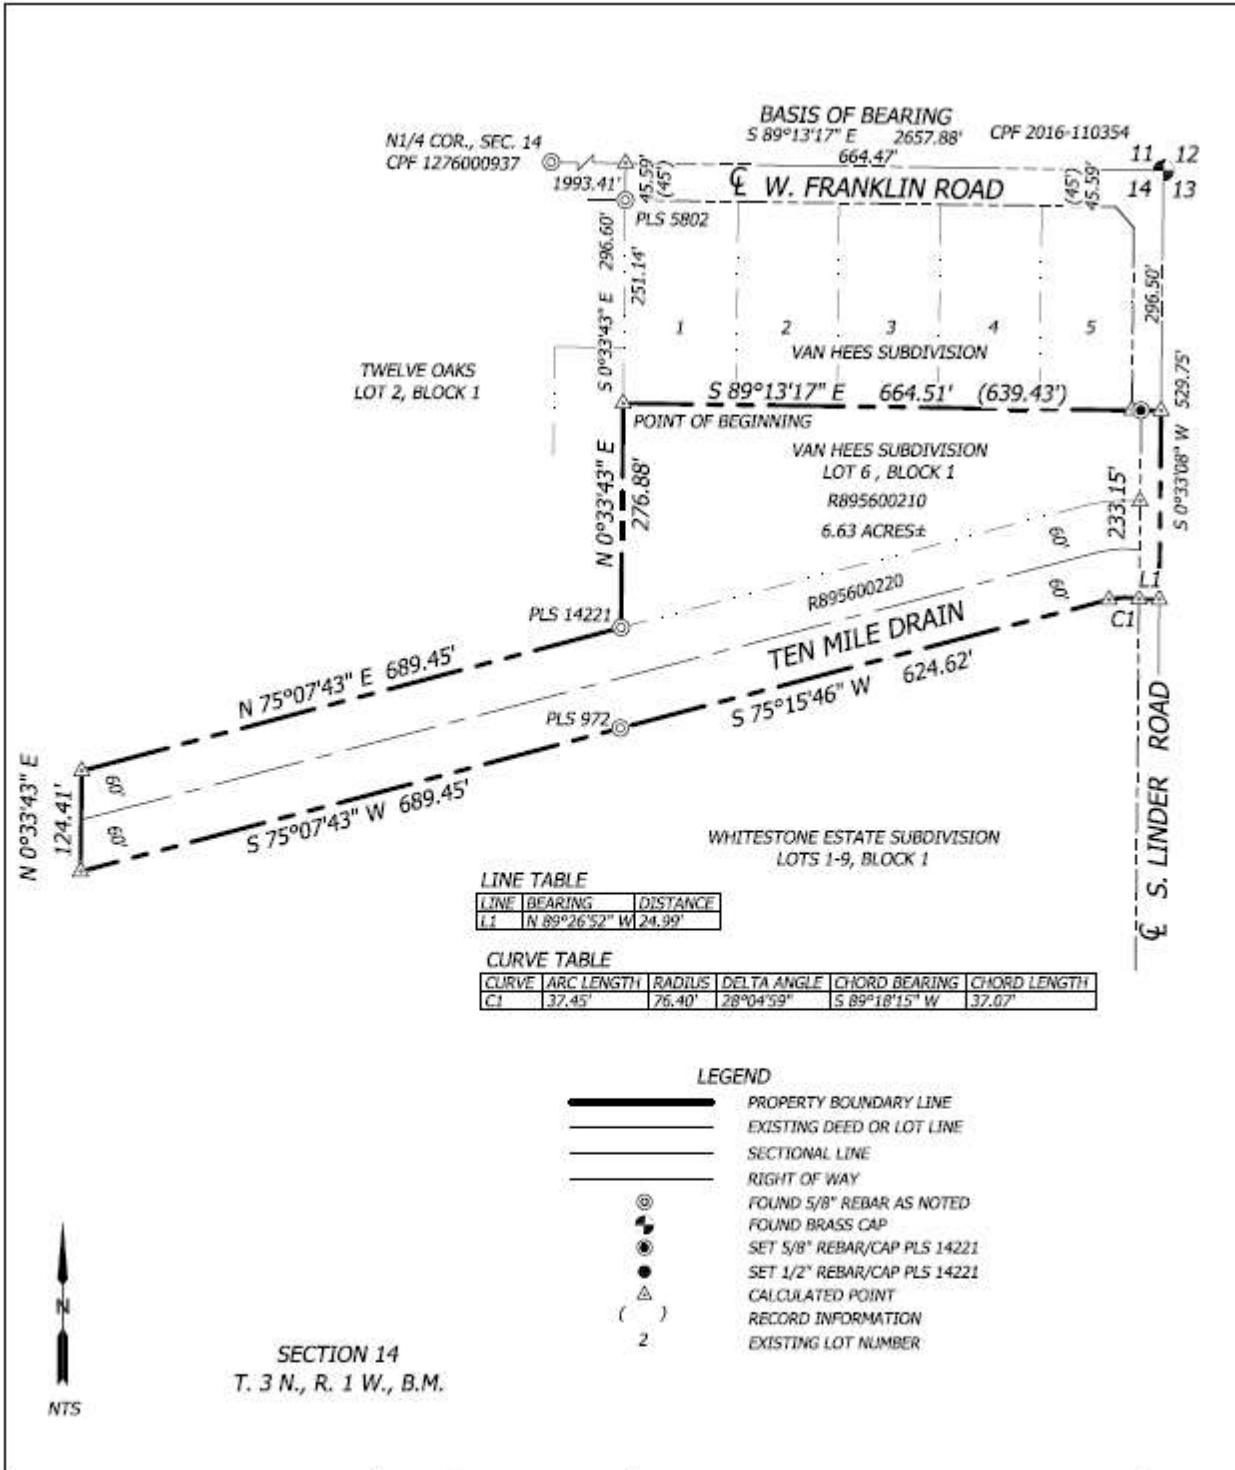 BASIS OF BEARING
S 89°13'17" E 2657.88' CPF 2016-110354
664.47'
N1/4 COR., SEC. 14
CPF 1276000937
1993.41'
45.59'
(45')
℄ W. FRANKLIN ROAD
(45')
45.59'
11 12
14 13
PLS 5802
S 0°33'43" E 296.60'
251.14'
296.50'
1 2 3 4 5
VAN HEES SUBDIVISION
TWELVE OAKS
LOT 2, BLOCK 1
S 89°13'17" E 664.51' (639.43')
POINT OF BEGINNING
S 0°33'08" W 529.75'
VAN HEES SUBDIVISION
LOT 6 , BLOCK 1
R895600210
6.63 ACRES±
N 0°33'43" E
276.88'
233.15'
60'
60'
L1
C1
R895600220
TEN MILE DRAIN
PLS 14221
N 75°07'43" E 689.45'
PLS 972
S 75°15'46" W 624.62'
S 75°07'43" W 689.45'
N 0°33'43" E
124.41'
60'
60'
℄ S. LINDER ROAD
WHITESTONE ESTATE SUBDIVISION
LOTS 1-9, BLOCK 1
LINE TABLE
LINE BEARING DISTANCE
L1 N 89°26'52" W 24.99'
CURVE TABLE
CURVE ARC LENGTH RADIUS DELTA ANGLE CHORD BEARING CHORD LENGTH
C1 37.45' 76.40' 28°04'59" S 89°18'15" W 37.07'
LEGEND
PROPERTY BOUNDARY LINE
EXISTING DEED OR LOT LINE
SECTIONAL LINE
RIGHT OF WAY
FOUND 5/8" REBAR AS NOTED
FOUND BRASS CAP
SET 5/8" REBAR/CAP PLS 14221
SET 1/2" REBAR/CAP PLS 14221
CALCULATED POINT
( ) RECORD INFORMATION
2 EXISTING LOT NUMBER
N
NTS
SECTION 14
T. 3 N., R. 1 W., B.M.